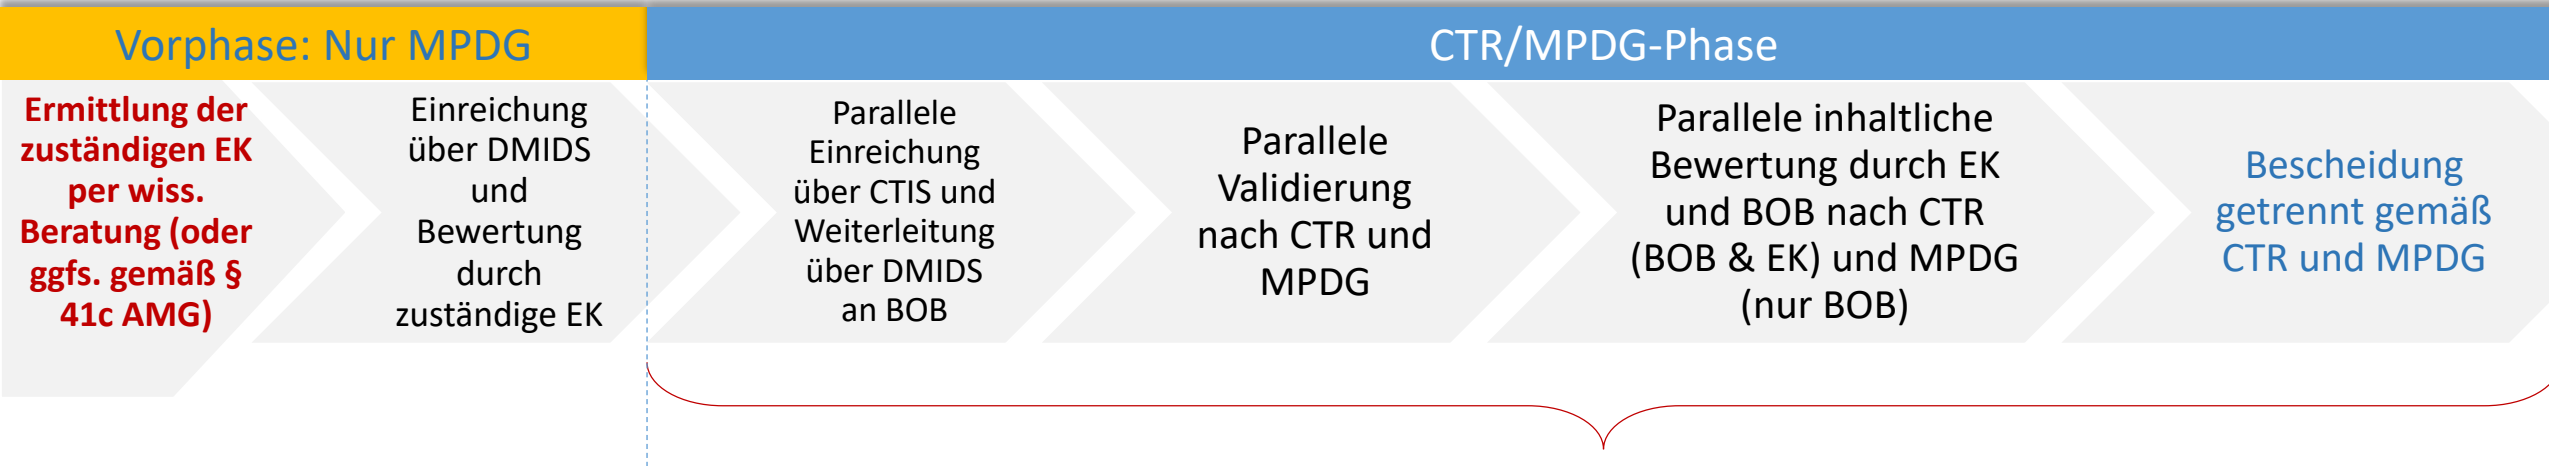 Vorphase: Nur MPDG
CTR/MPDG-Phase
Ermittlung der
zuständigen EK
per wiss.
Beratung (oder
ggfs. gemäß §
41c AMG)
Einreichung
über DMIDS
und
Bewertung
durch
zuständige EK
Parallele
Einreichung
über CTIS und
Weiterleitung
über DMIDS
an BOB
Parallele
Validierung
nach CTR und
MPDG
Parallele inhaltliche
Bewertung durch EK
und BOB nach CTR
(BOB & EK) und MPDG
(nur BOB)
Bescheidung
getrennt gemäß
CTR und MPDG